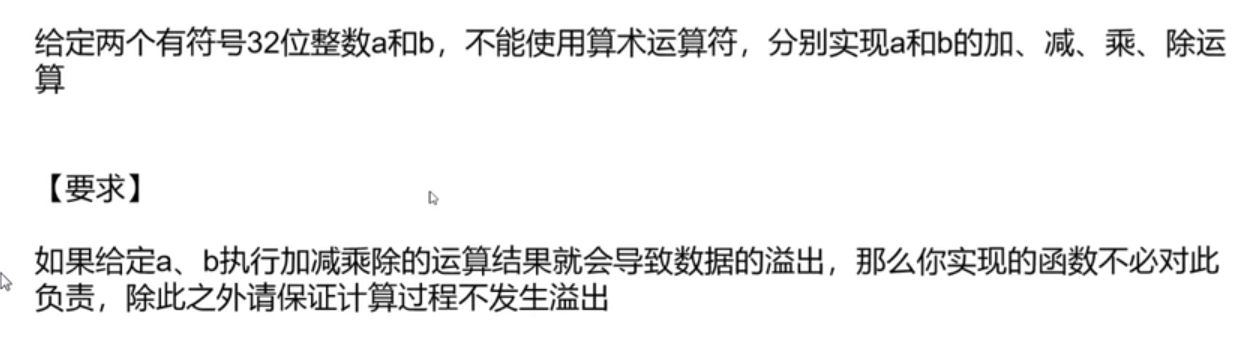 给定两个有符号32位整数a和b，不能使用算术运算符，分别实现a和b的加、减、乘、除运
算
【要求】
如果给定a、b执行加减乘除的运算结果就会导致数据的溢出，那么你实现的函数不必对此
负责，除此之外请保证计算过程不发生溢出